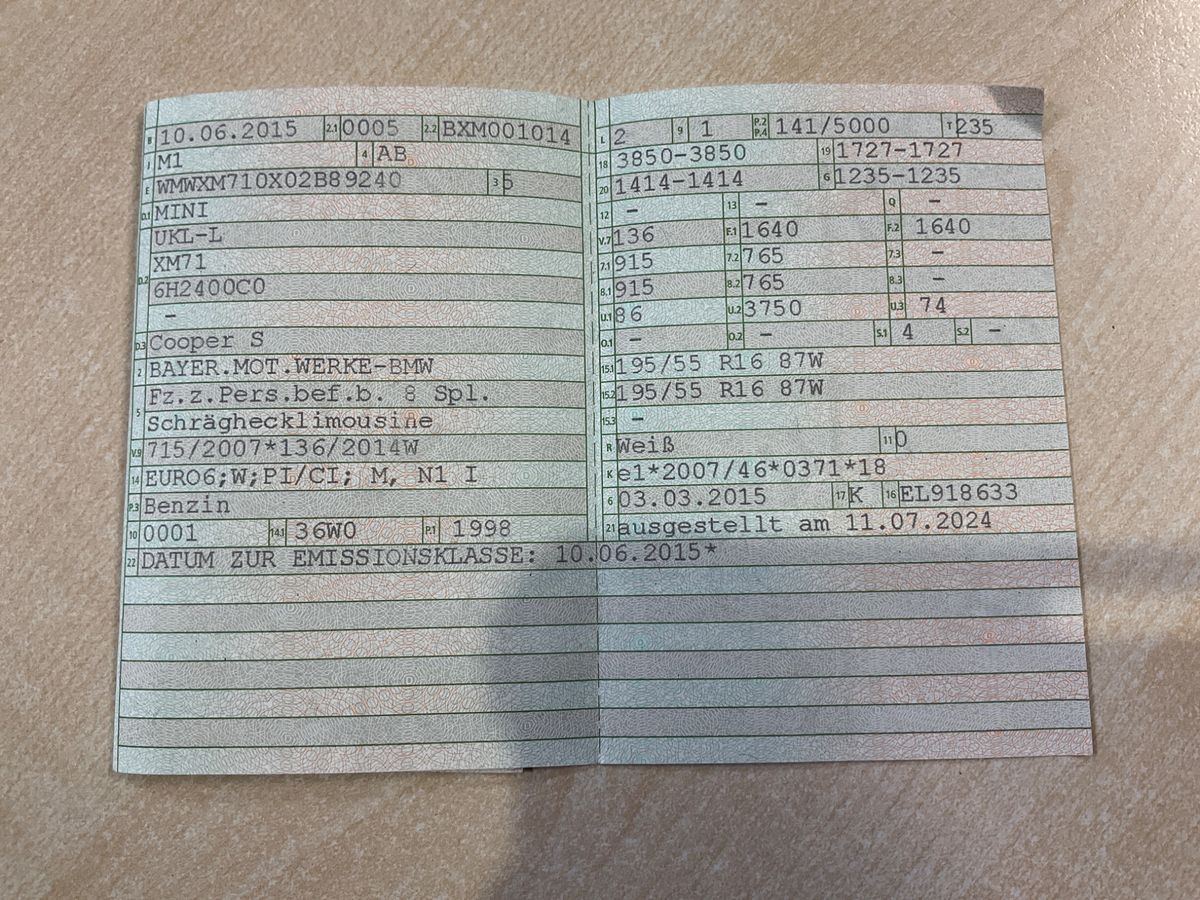 B 10.06.2015 2.1 0005 2.2 BXM001014
J M1 4 AB
E WMWXM710X02B89240 3 5
D.1 MINI
UKL-L
D.2 XM71
6H2400C0
-
D.3 Cooper S
2 BAYER.MOT.WERKE-BMW
5 Fz.z.Pers.bef.b. 8 Spl.
Schräghecklimousine
V.9 715/2007*136/2014W
14 EURO6;W;PI/CI; M, N1 I
P.3 Benzin
10 0001 14.1 36W0 P.1 1998
22 DATUM ZUR EMISSIONSKLASSE: 10.06.2015*
L 2 9 1 P.2 P.4 141/5000 T 235
18 3850-3850 19 1727-1727
20 1414-1414 G 1235-1235
12 - 13 - Q -
V.7 136 F.1 1640 F.2 1640
7.1 915 7.2 765 7.3 -
8.1 915 8.2 765 8.3 -
U.1 86 U.2 3750 U.3 74
O.1 - O.2 - S.1 4 S.2 -
15.1 195/55 R16 87W
15.2 195/55 R16 87W
15.3 -
R Weiß 11 0
K e1*2007/46*0371*18
6 03.03.2015 17 K 16 EL918633
21 ausgestellt am 11.07.2024